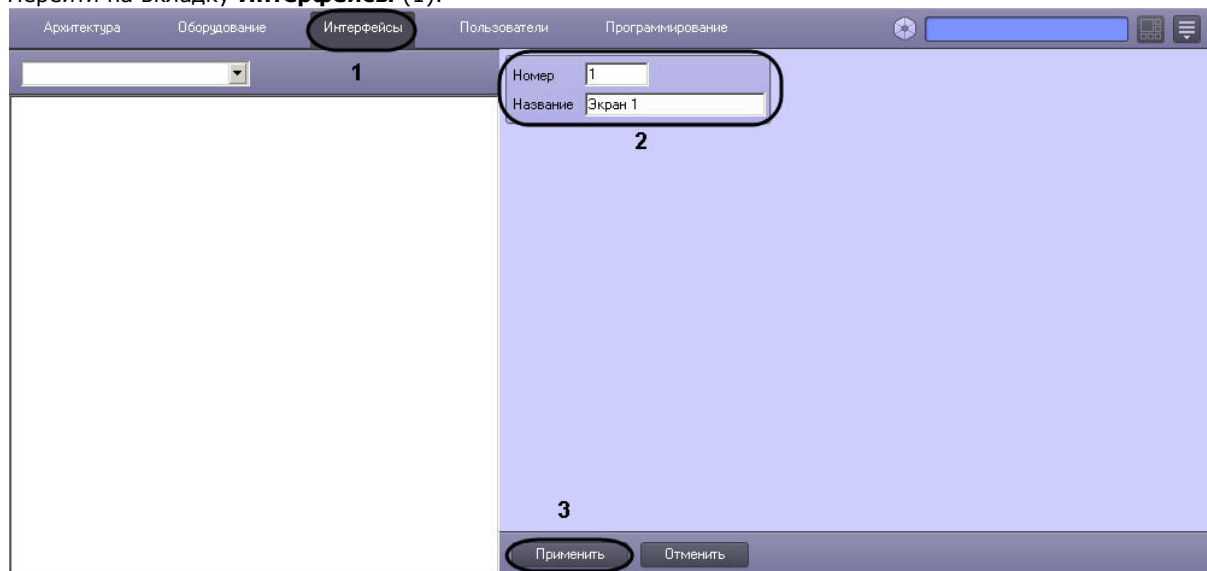 Перейти на вкладку Интерфейсы (1).
Архитектура Оборудование Интерфейсы Пользователи Программирование
1
Номер 1
Название Экран 1
2
3
Применить Отменить